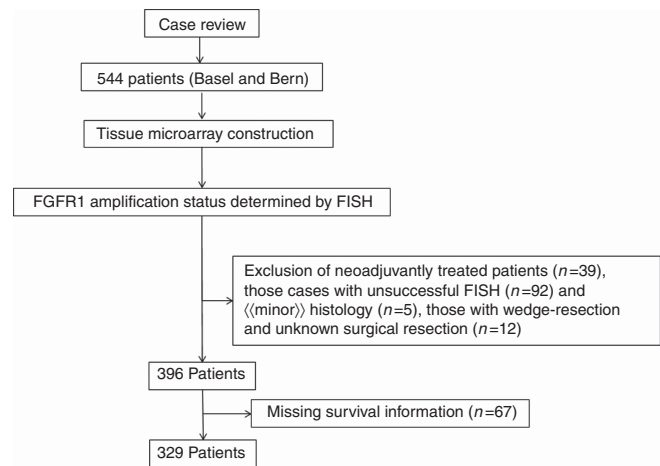 Case review
544 patients (Basel and Bern)
Tissue microarray construction
FGFR1 amplification status determined by FISH
Exclusion of neoadjuvantly treated patients (n=39),
those cases with unsuccessful FISH (n=92) and
⟨⟨minor⟩⟩ histology (n=5), those with wedge-resection
and unknown surgical resection (n=12)
396 Patients
Missing survival information (n=67)
329 Patients